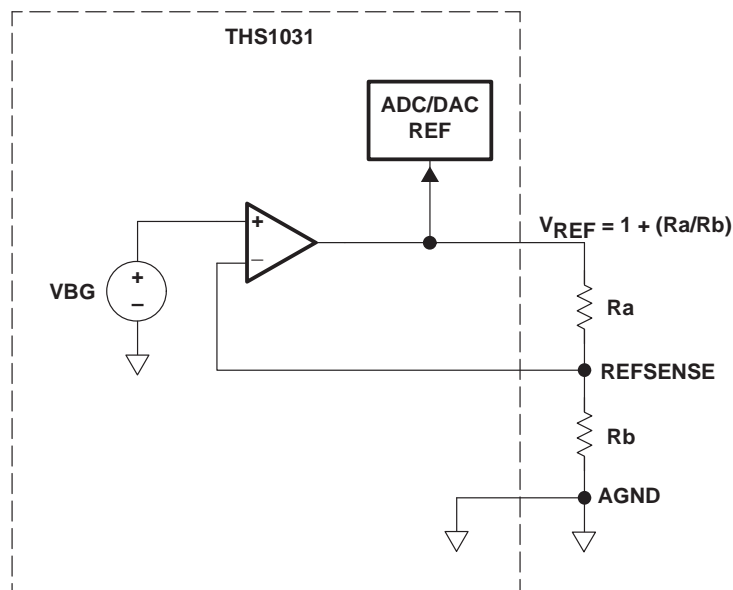 THS1031
ADC/DAC
REF
V_REF = 1 + (Ra/Rb)
+
–
VBG
+
–
Ra
REFSENSE
Rb
AGND